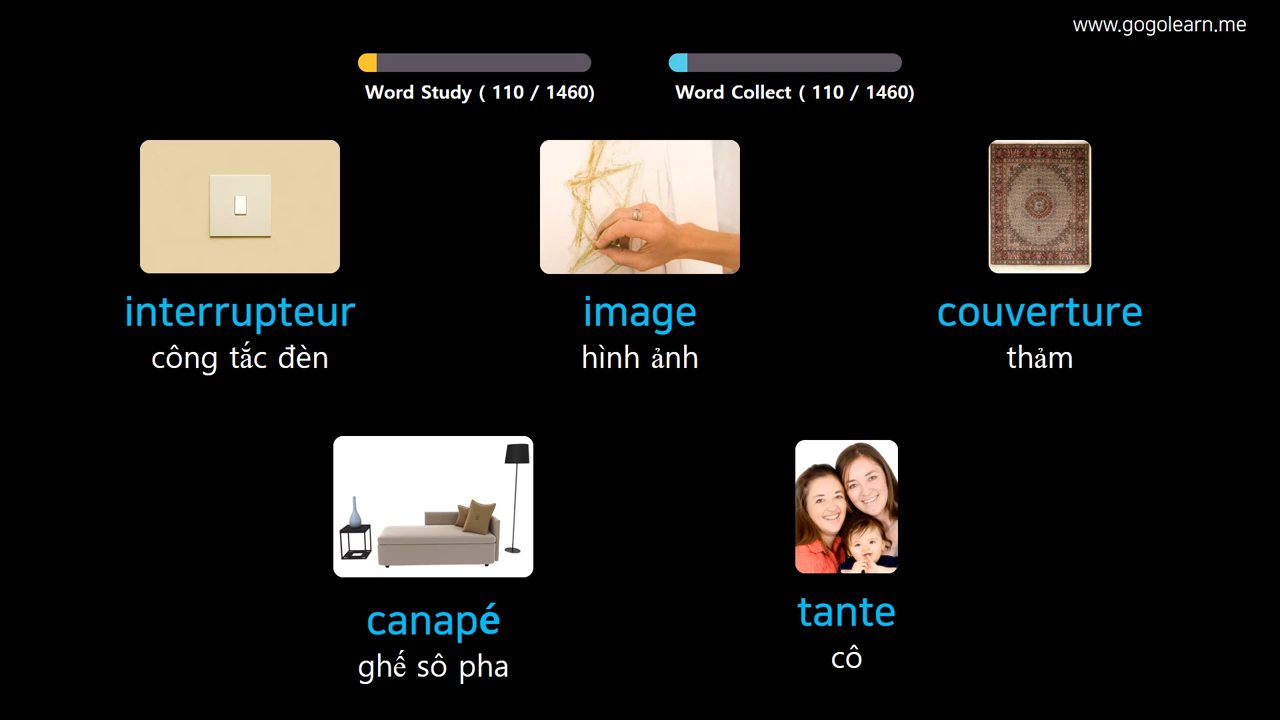 www.gogolearn.me
Word Study ( 110 / 1460)
Word Collect ( 110 / 1460)
interrupteur
công tắc đèn
image
hình ảnh
couverture
thảm
canapé
ghế sô pha
tante
cô